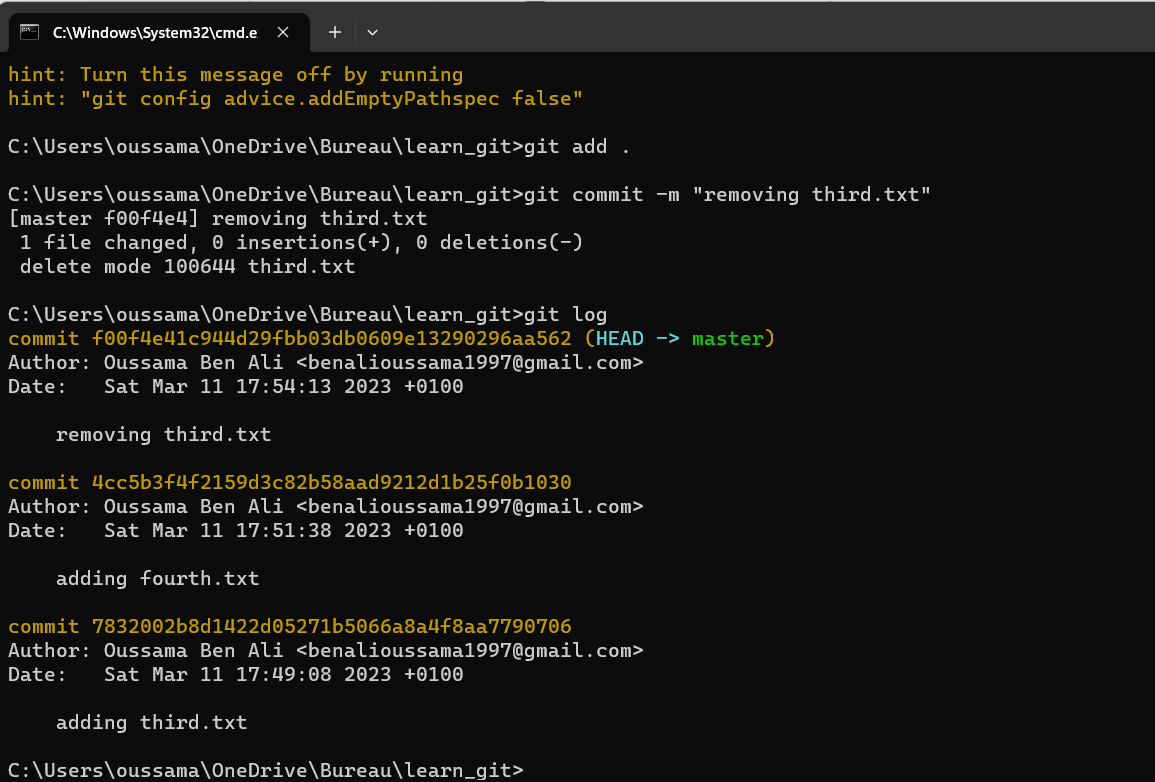 C:\Windows\System32\cmd.e
hint: Turn this message off by running
hint: "git config advice.addEmptyPathspec false"
C:\Users\oussama\OneDrive\Bureau\learn_git>git add .
C:\Users\oussama\OneDrive\Bureau\learn_git>git commit -m "removing third.txt"
[master f00f4e4] removing third.txt
 1 file changed, 0 insertions(+), 0 deletions(-)
 delete mode 100644 third.txt
C:\Users\oussama\OneDrive\Bureau\learn_git>git log
commit f00f4e41c944d29fbb03db0609e13290296aa562 (HEAD -> master)
Author: Oussama Ben Ali <benalioussama1997@gmail.com>
Date:   Sat Mar 11 17:54:13 2023 +0100
    removing third.txt
commit 4cc5b3f4f2159d3c82b58aad9212d1b25f0b1030
Author: Oussama Ben Ali <benalioussama1997@gmail.com>
Date:   Sat Mar 11 17:51:38 2023 +0100
    adding fourth.txt
commit 7832002b8d1422d05271b5066a8a4f8aa7790706
Author: Oussama Ben Ali <benalioussama1997@gmail.com>
Date:   Sat Mar 11 17:49:08 2023 +0100
    adding third.txt
C:\Users\oussama\OneDrive\Bureau\learn_git>